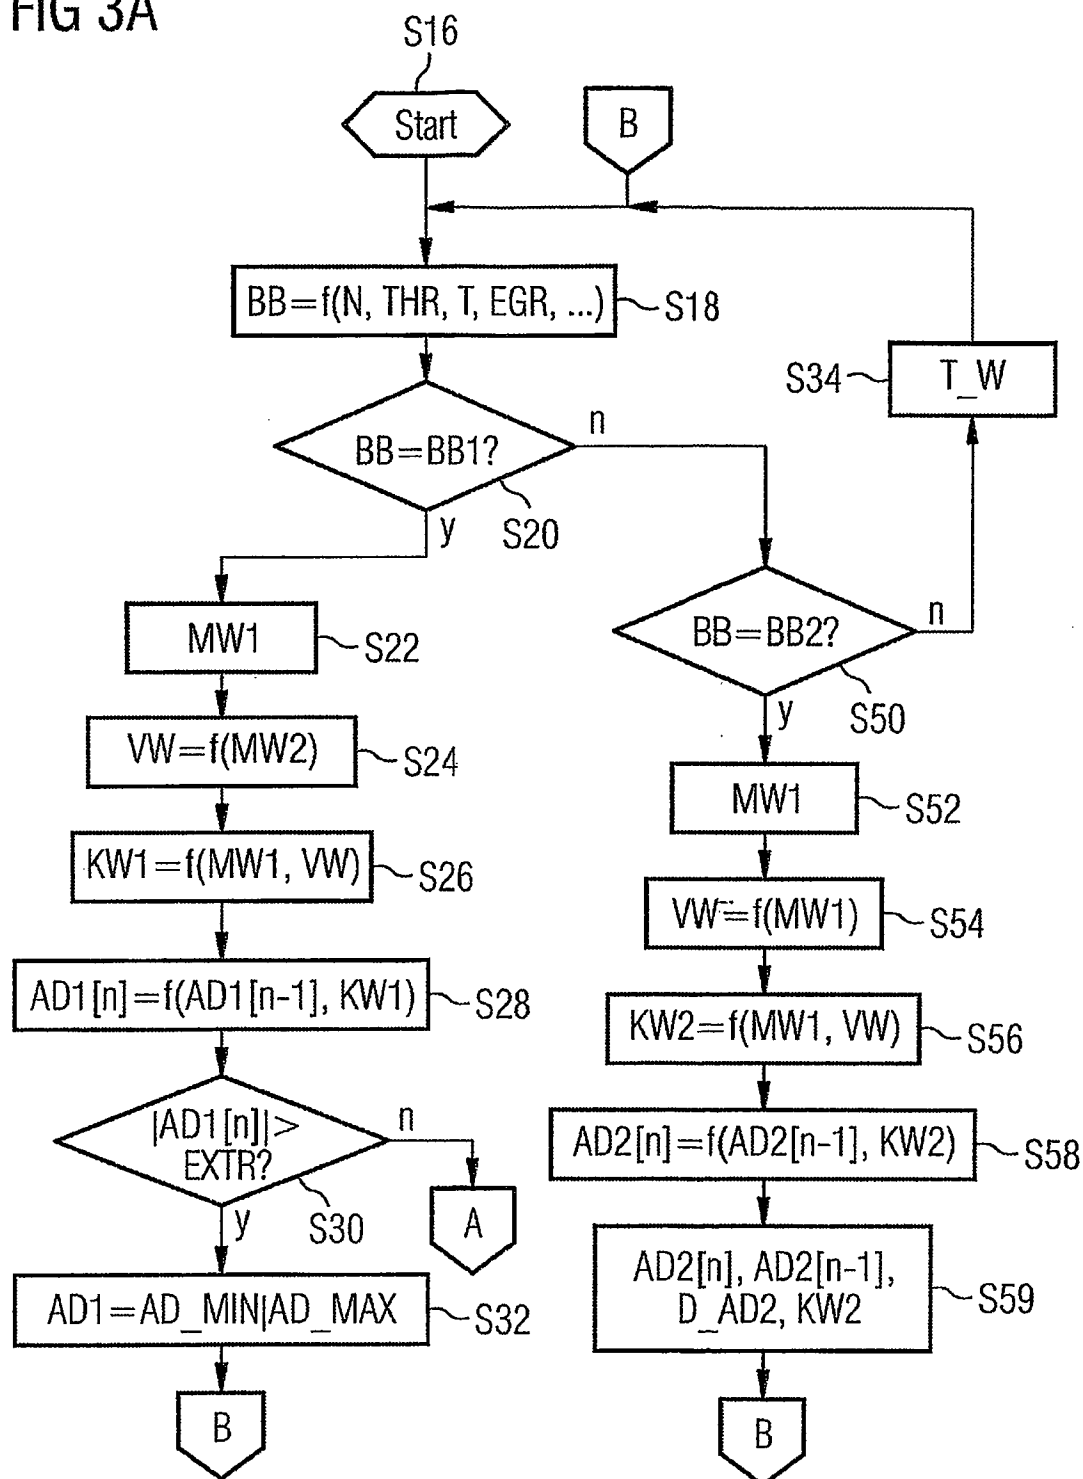 FIG 3A
S16
Start
B
BB=f(N, THR, T, EGR, ...)
S18
S34
T_W
BB=BB1?
n
S20
y
MW1
S22
BB=BB2?
n
S50
y
VW=f(MW2)
S24
MW1
S52
KW1=f(MW1, VW)
S26
VW=f(MW1)
S54
AD1[n]=f(AD1[n-1], KW1)
S28
KW2=f(MW1, VW)
S56
|AD1[n]|>
EXTR?
n
S30
y
A
AD2[n]=f(AD2[n-1], KW2)
S58
AD1=AD_MIN|AD_MAX
S32
AD2[n], AD2[n-1],
D_AD2, KW2
S59
B
B